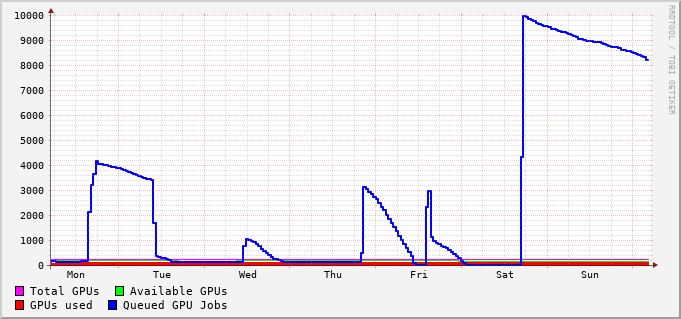 10000
9000
8000
7000
6000
5000
4000
3000
2000
1000
0
Mon Tue Wed Thu Fri Sat Sun
Total GPUs Available GPUs
GPUs used Queued GPU Jobs
RRDTOOL / TOBI OETIKER